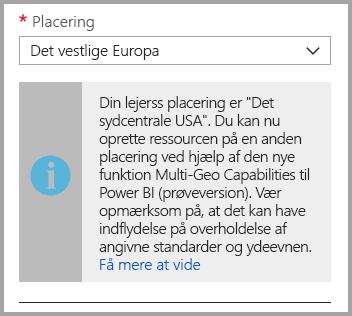 * Placering
Det vestlige Europa
Din lejerss placering er "Det
sydcentrale USA". Du kan nu
oprette ressourcen på en anden
placering ved hjælp af den nye
funktion Multi-Geo Capabilities til
Power BI (prøveversion). Vær
opmærksom på, at det kan have
indflydelse på overholdelse af
angivne standarder og ydeevnen.
Få mere at vide